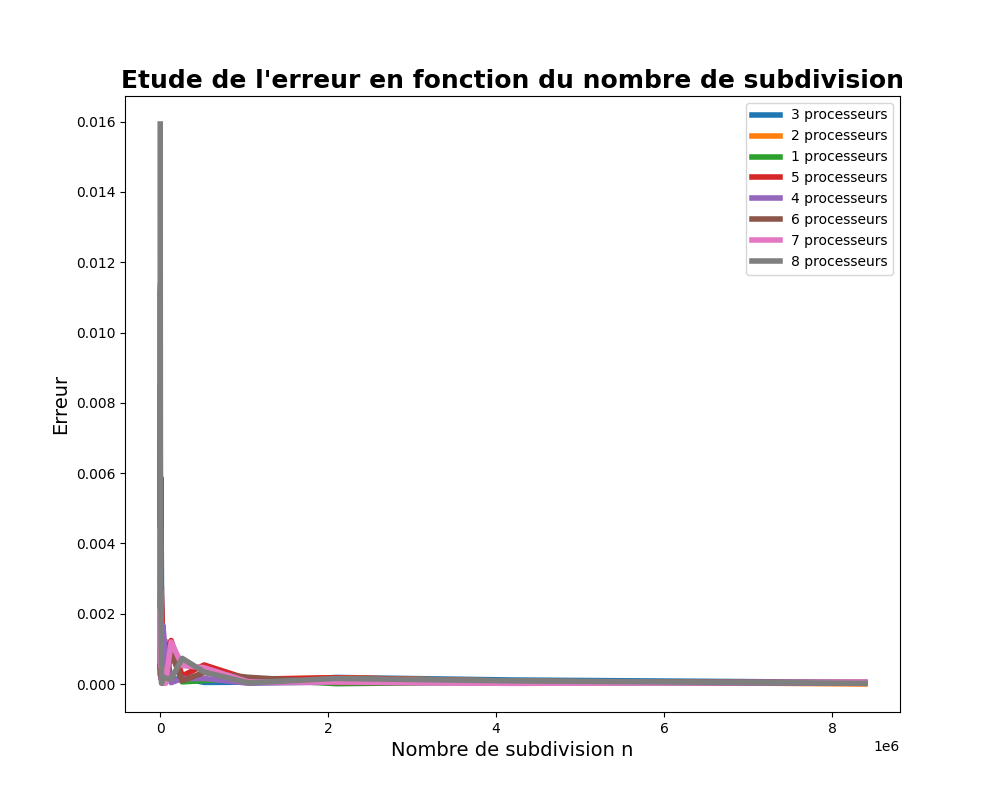 Etude de l'erreur en fonction du nombre de subdivision
0.016
0.014
0.012
0.010
0.008
0.006
0.004
0.002
0.000
Erreur
3 processeurs
2 processeurs
1 processeurs
5 processeurs
4 processeurs
6 processeurs
7 processeurs
8 processeurs
0 2 4 6 8
1e6
Nombre de subdivision n